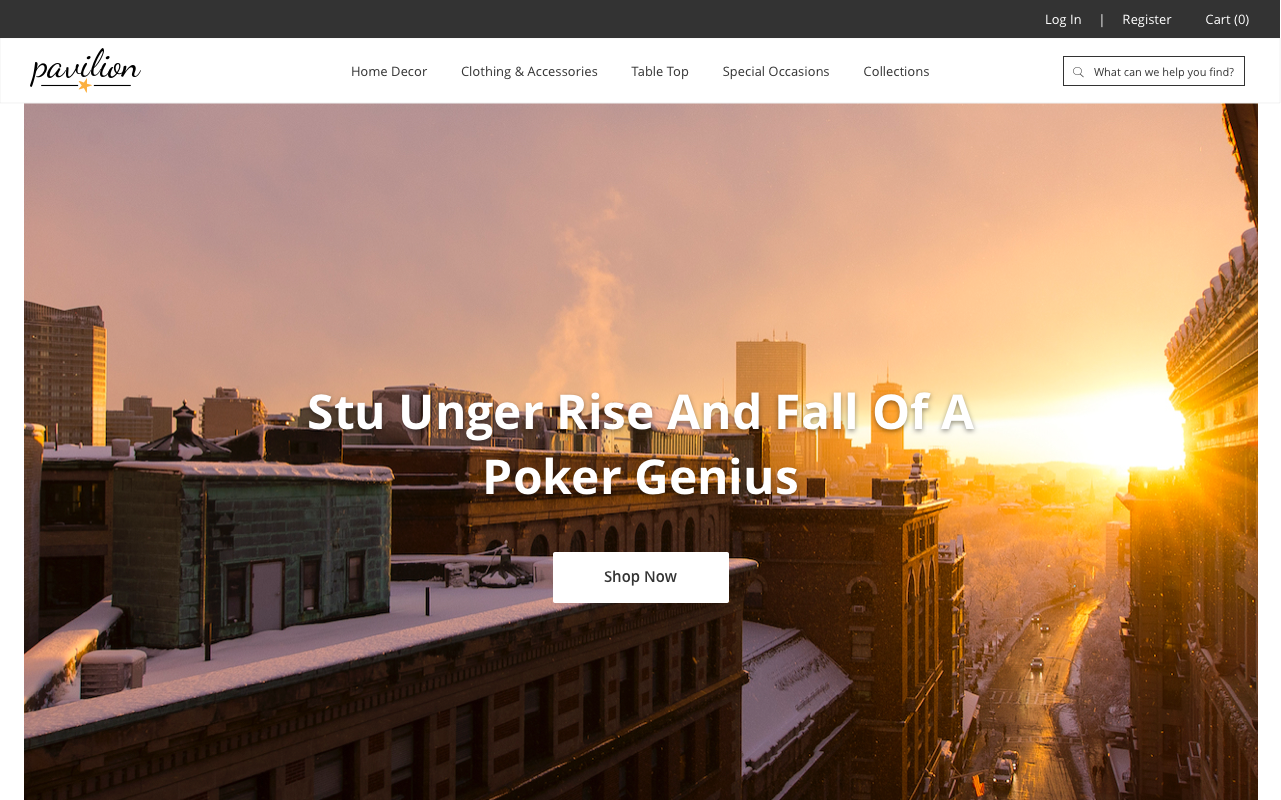 Log In | Register Cart (0)
pavilion
Home Decor Clothing & Accessories Table Top Special Occasions Collections
What can we help you find?
Stu Unger Rise And Fall Of A
Poker Genius
Shop Now